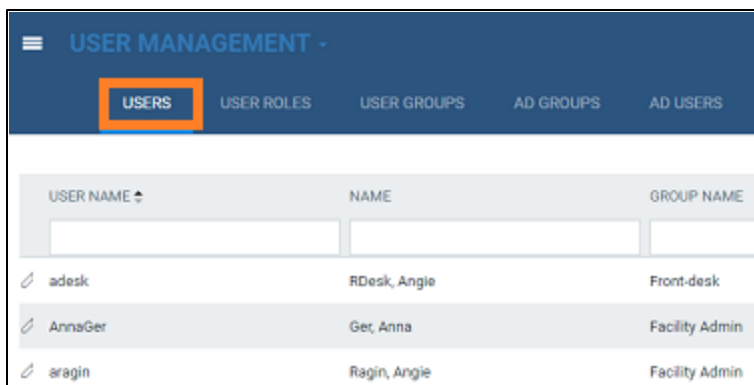 USER MANAGEMENT
USERS USER ROLES USER GROUPS AD GROUPS AD USERS
USER NAME NAME GROUP NAME
adesk RDesk, Angie Front-desk
AnnaGer Ger, Anna Facility Admin
aragin Ragin, Angie Facility Admin